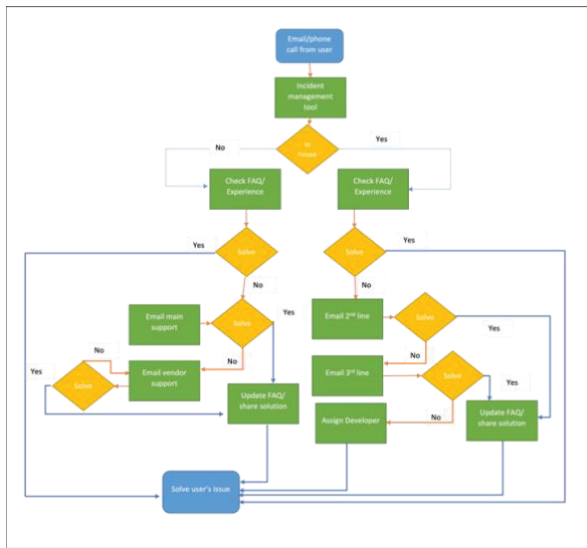 Email/phone
call from user
Incident
management
tool
In
house
No
Yes
Check FAQ/
Experience
Check FAQ/
Experience
Yes
Solve
Solve
Yes
No
No
Email main
support
Solve
Yes
Email 2nd line
Solve
No
No
Yes
Yes
No
Solve
Email vendor
support
Email 3rd line
Solve
Yes
Update FAQ/
share solution
Assign Developer
No
Update FAQ/
share solution
Solve user's Issue